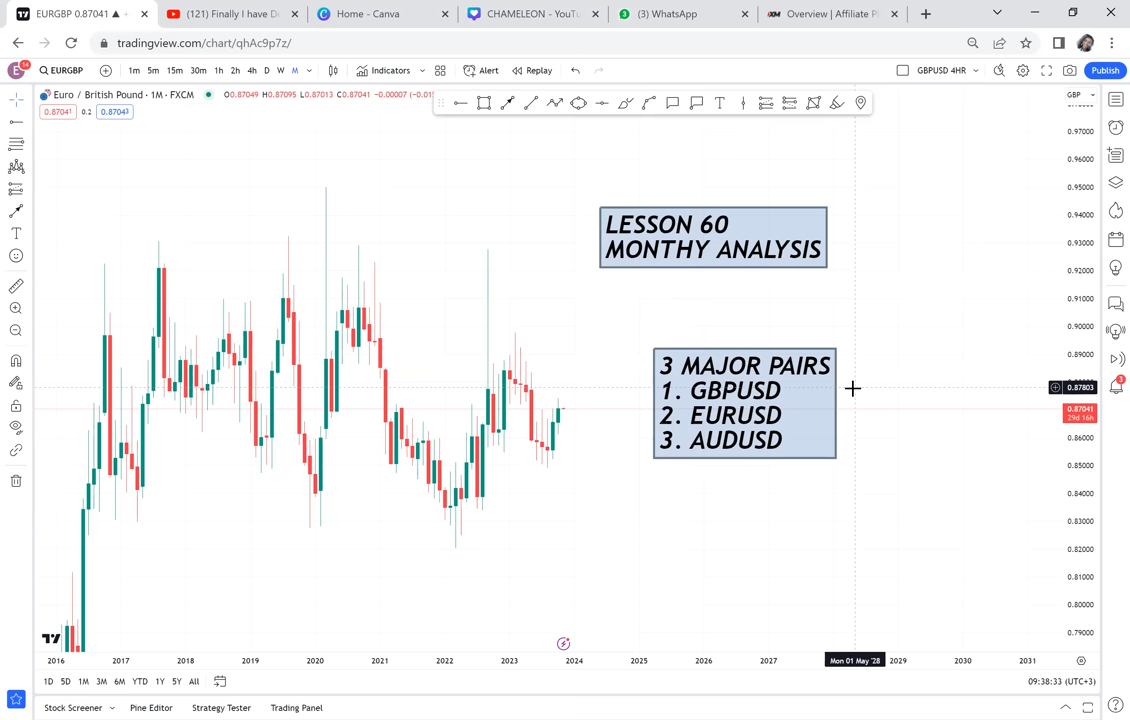 EURGBP 0.87041 ▲
(121) Finally I have D
Home - Canva
CHAMELEON - YouTu
(3) WhatsApp
Overview | Affiliate P
tradingview.com/chart/qhAc9p7z/
E 14
EURGBP
1m 5m 15m 30m 1h 2h 4h D W M
Indicators
Alert
Replay
GBPUSD 4HR
Publish
Euro / British Pound · 1M · FXCM
O0.87049 H0.87095 L0.87013 C0.87041 −0.00007
GBP
0.87041 0.2 0.87043
0.97000
0.96000
0.95000
0.94000
0.93000
0.92000
0.91000
0.90000
0.89000
0.87803
0.87041
29d 16h
0.86000
0.85000
0.84000
0.83000
0.82000
0.81000
0.80000
0.79000
LESSON 60
MONTHY ANALYSIS
3 MAJOR PAIRS
1. GBPUSD
2. EURUSD
3. AUDUSD
3
2016 2017 2018 2019 2020 2021 2022 2023 2024 2025 2026 2027 Mon 01 May '28 2029 2030 2031
1D 5D 1M 3M 6M YTD 1Y 5Y All
09:38:33 (UTC+3)
Stock Screener
Pine Editor
Strategy Tester
Trading Panel